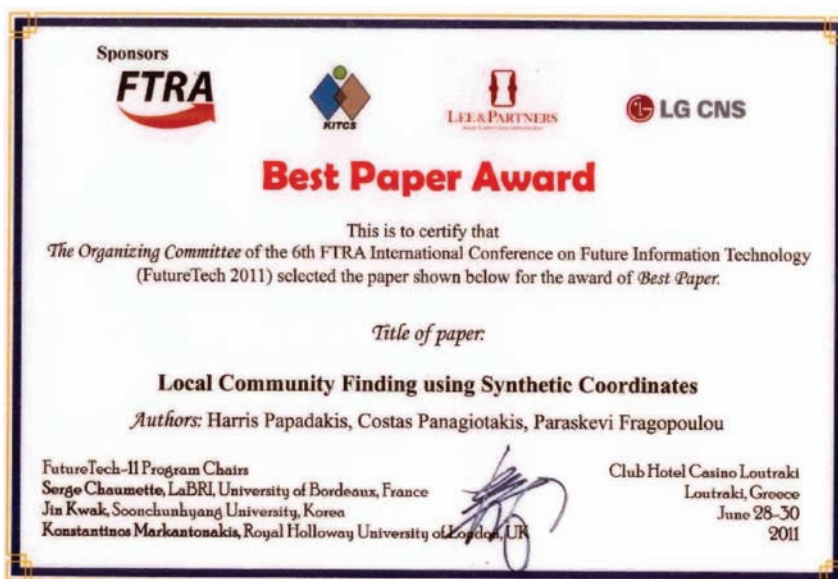 Sponsors
FTRA
KITCS
LEE & PARTNERS
LG CNS
Best Paper Award
This is to certify that
The Organizing Committee of the 6th FTRA International Conference on Future Information Technology
(FutureTech 2011) selected the paper shown below for the award of Best Paper.
Title of paper:
Local Community Finding using Synthetic Coordinates
Authors: Harris Papadakis, Costas Panagiotakis, Paraskevi Fragopoulou
FutureTech-11 Program Chairs
Serge Chaumette, LaBRI, University of Bordeaux, France
Jin Kwak, Soonchunhyang University, Korea
Konstantinos Markantonakis, Royal Holloway University of London, UK
Club Hotel Casino Loutraki
Loutraki, Greece
June 28-30
2011